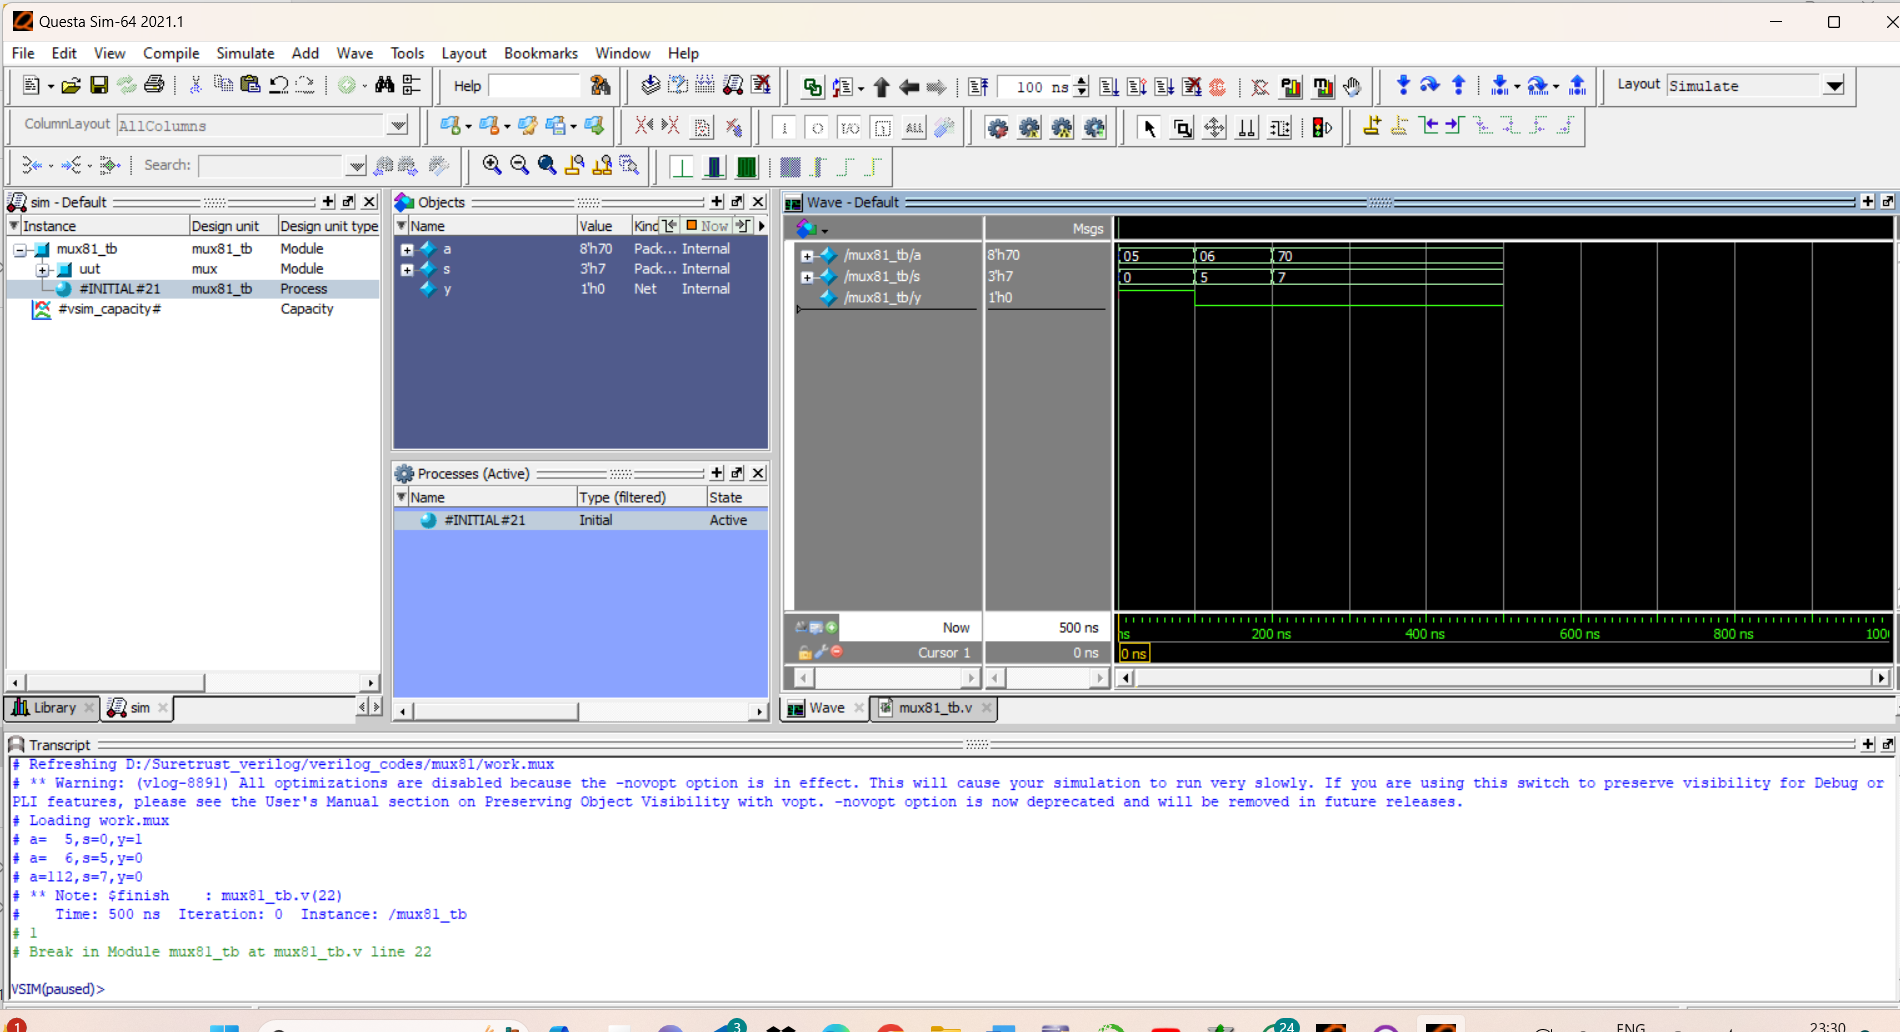 Questa Sim-64 2021.1
File Edit View Compile Simulate Add Wave Tools Layout Bookmarks Window Help
Help 100 ns Layout Simulate
ColumnLayout AllColumns
Search:
sim - Default
Instance Design unit Design unit type
mux81_tb mux81_tb Module
uut mux Module
#INITIAL#21 mux81_tb Process
#vsim_capacity# Capacity
Library sim
Objects
Name Value Kind Now
a 8'h70 Pack... Internal
s 3'h7 Pack... Internal
y 1'h0 Net Internal
Processes (Active)
Name Type (filtered) State
#INITIAL#21 Initial Active
Wave - Default
Msgs
/mux81_tb/a 8'h70 05 06 70
/mux81_tb/s 3'h7 0 5 7
/mux81_tb/y 1'h0
Now 500 ns ns 200 ns 400 ns 600 ns 800 ns 100
Cursor 1 0 ns 0 ns
Wave mux81_tb.v
Transcript
# Refreshing D:/Suretrust_verilog/verilog_codes/mux81/work.mux
# ** Warning: (vlog-8891) All optimizations are disabled because the -novopt option is in effect. This will cause your simulation to run very slowly. If you are using this switch to preserve visibility for Debug or
PLI features, please see the User's Manual section on Preserving Object Visibility with vopt. -novopt option is now deprecated and will be removed in future releases.
# Loading work.mux
# a=  5,s=0,y=1
# a=  6,s=5,y=0
# a=112,s=7,y=0
# ** Note: $finish    : mux81_tb.v(22)
#    Time: 500 ns  Iteration: 0  Instance: /mux81_tb
# 1
# Break in Module mux81_tb at mux81_tb.v line 22
VSIM(paused)>
1 3 24 ENG 23:30